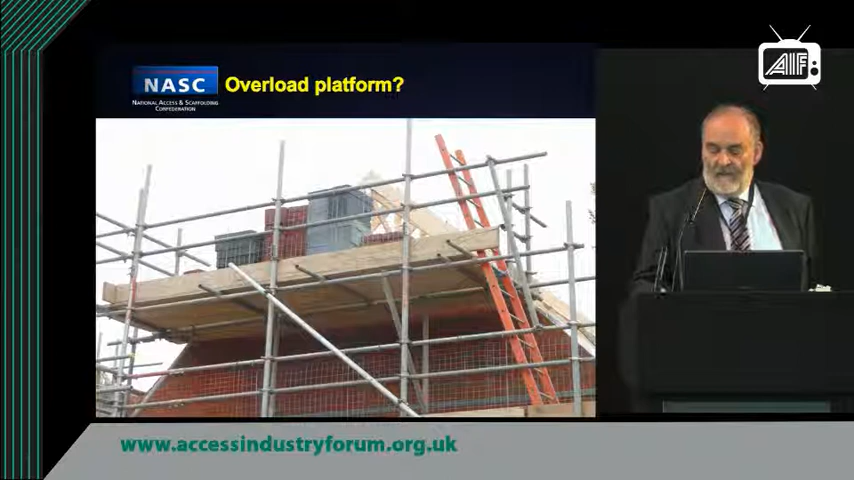 AIF
NASC
NATIONAL ACCESS & SCAFFOLDING
CONFEDERATION
Overload platform?
www.accessindustryforum.org.uk